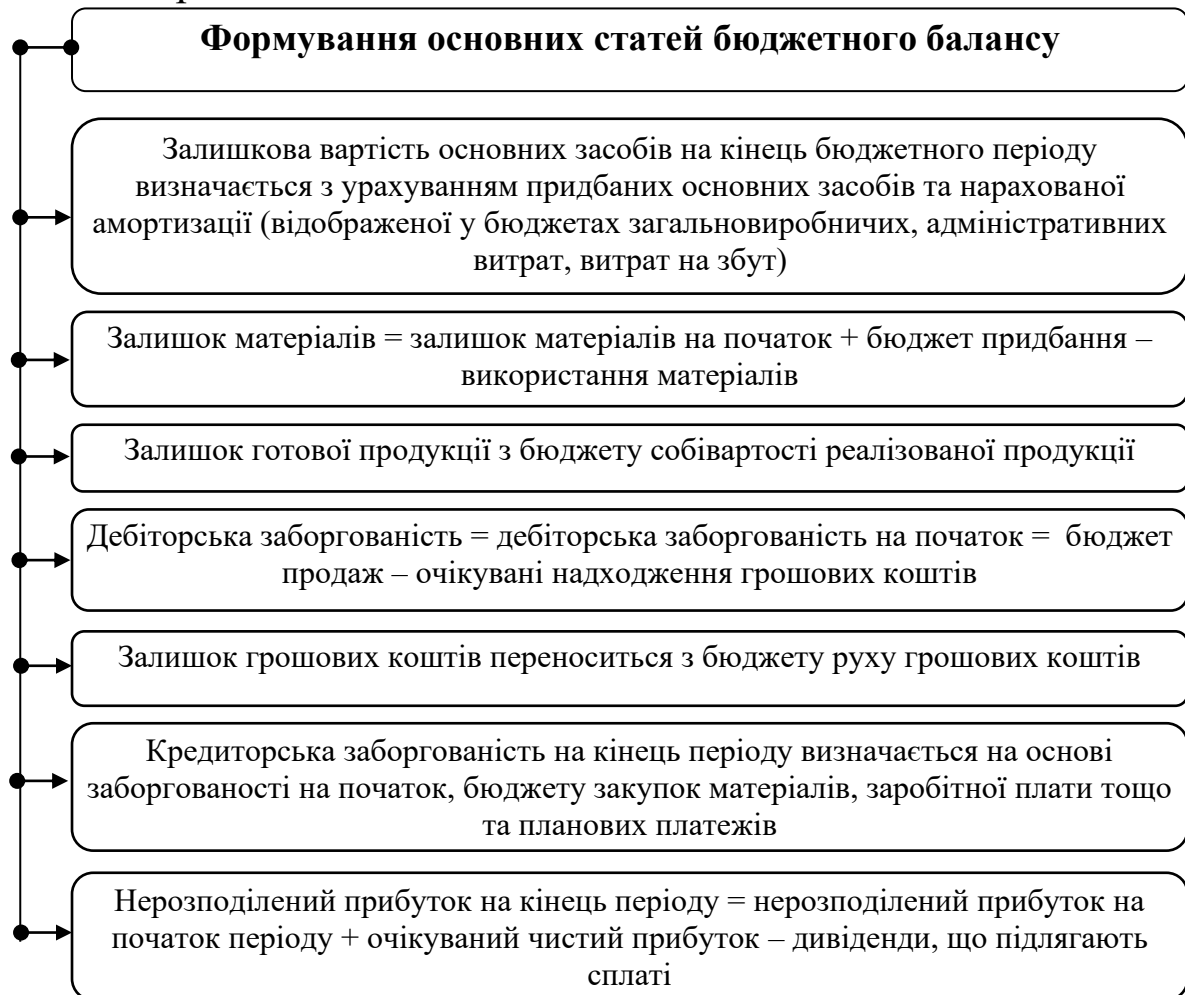 Формування основних статей бюджетного балансу
Залишкова вартість основних засобів на кінець бюджетного періоду
визначається з урахуванням придбаних основних засобів та нарахованої
амортизації (відображеної у бюджетах загальновиробничих, адміністративних
витрат, витрат на збут)
Залишок матеріалів = залишок матеріалів на початок + бюджет придбання –
використання матеріалів
Залишок готової продукції з бюджету собівартості реалізованої продукції
Дебіторська заборгованість = дебіторська заборгованість на початок = бюджет
продаж – очікувані надходження грошових коштів
Залишок грошових коштів переноситься з бюджету руху грошових коштів
Кредиторська заборгованість на кінець періоду визначається на основі
заборгованості на початок, бюджету закупок матеріалів, заробітної плати тощо
та планових платежів
Нерозподілений прибуток на кінець періоду = нерозподілений прибуток на
початок періоду + очікуваний чистий прибуток – дивіденди, що підлягають
сплаті